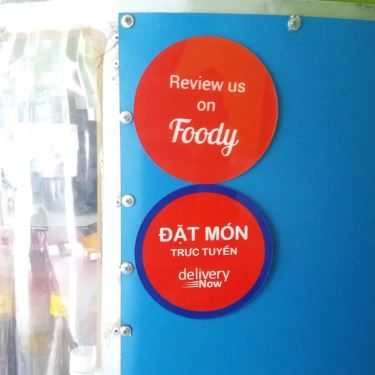 Review us
on
Foody
ĐẶT MÓN
TRỰC TUYẾN
delivery
Now